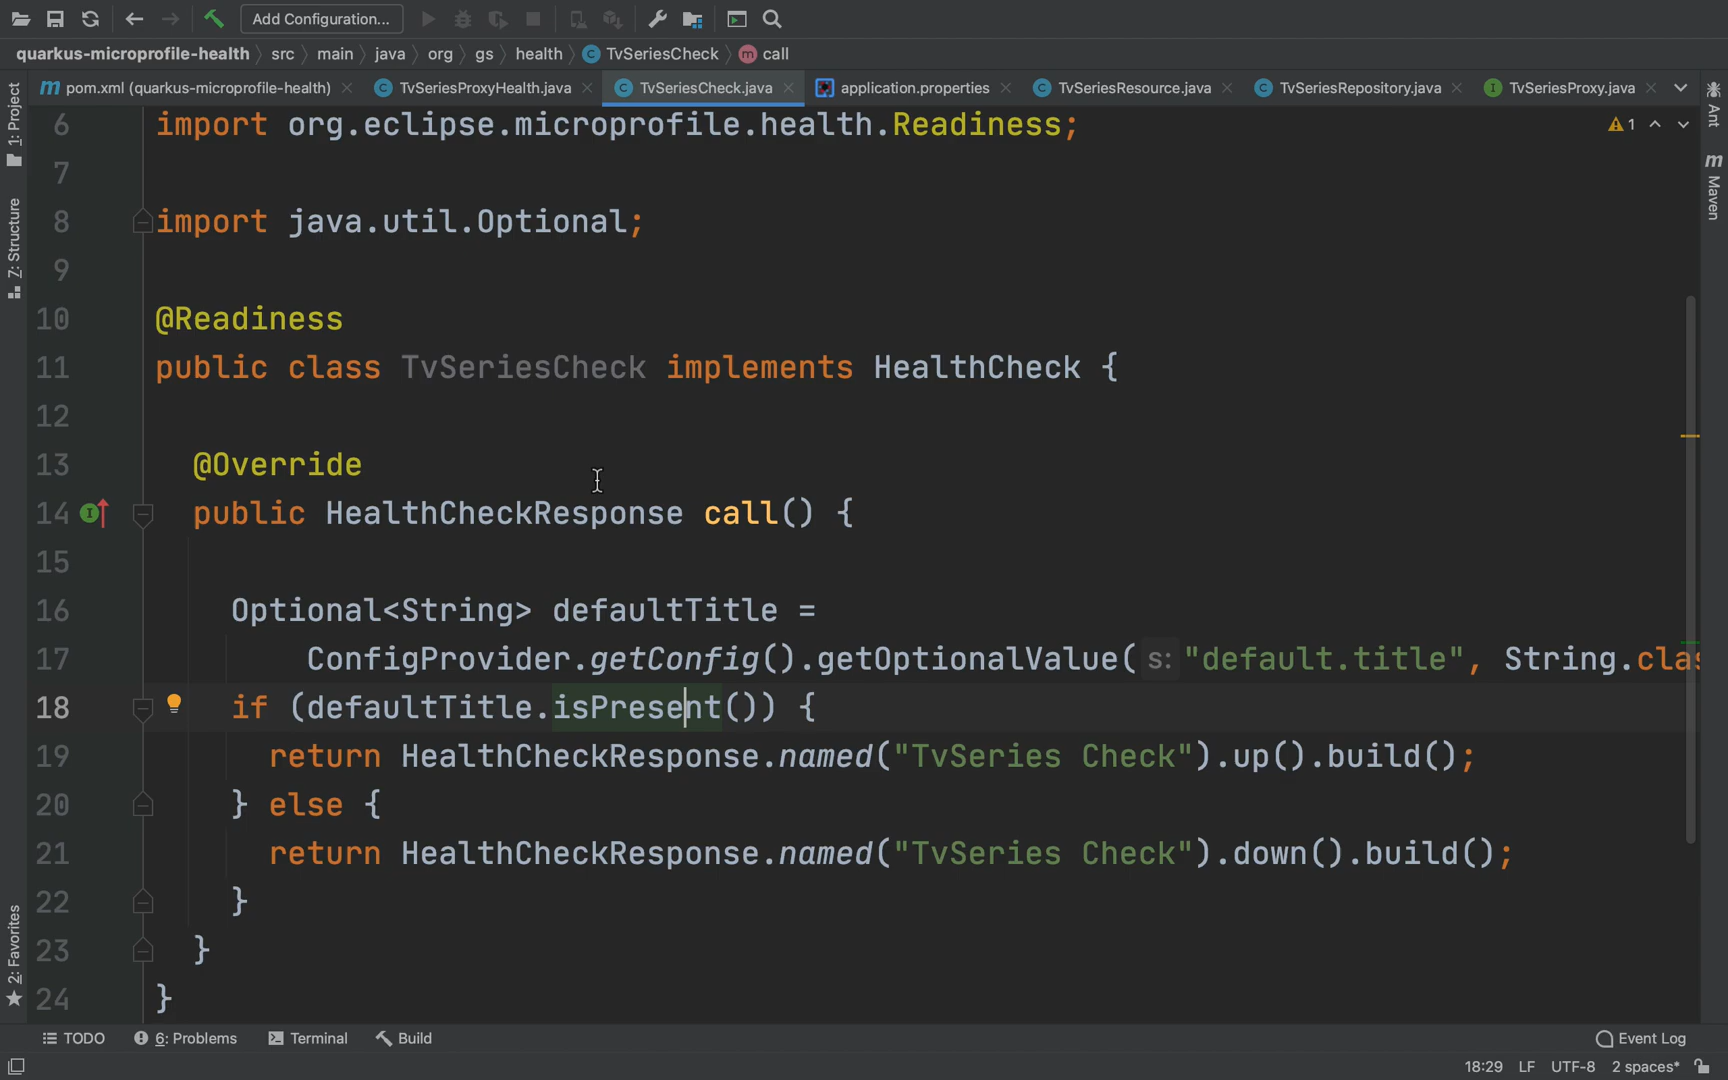 Add Configuration...
quarkus-microprofile-health src main java org gs health TvSeriesCheck call
pom.xml (quarkus-microprofile-health) TvSeriesProxyHealth.java TvSeriesCheck.java application.properties TvSeriesResource.java TvSeriesRepository.java TvSeriesProxy.java
1: Project
7: Structure
2: Favorites
Ant
Maven
1
6 import org.eclipse.microprofile.health.Readiness;
7
8 import java.util.Optional;
9
10 @Readiness
11 public class TvSeriesCheck implements HealthCheck {
12
13 @Override
14 public HealthCheckResponse call() {
15
16 Optional<String> defaultTitle =
17 ConfigProvider.getConfig().getOptionalValue( s: "default.title", String.clas
18 if (defaultTitle.isPresent()) {
19 return HealthCheckResponse.named("TvSeries Check").up().build();
20 } else {
21 return HealthCheckResponse.named("TvSeries Check").down().build();
22 }
23 }
24 }
TODO 6: Problems Terminal Build Event Log
18:29 LF UTF-8 2 spaces*